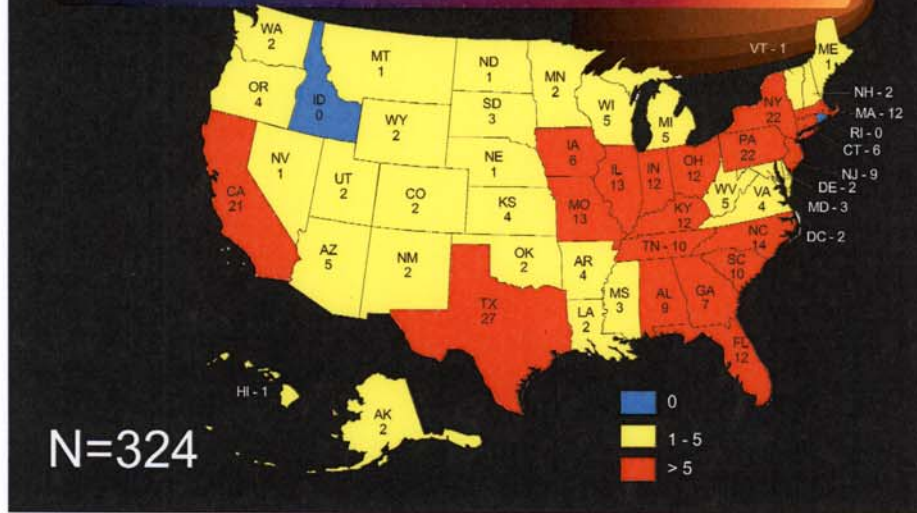 WA
2
MT
1
ND
1
MN
2
VT - 1
ME
1
OR
4
ID
0
SD
3
WI
5
MI
5
NH - 2
NY
22
MA - 12
RI - 0
CT - 6
WY
2
IA
6
PA
22
NJ - 9
NE
1
IL
13
IN
12
OH
12
DE - 2
MD - 3
DC - 2
NV
1
UT
2
CO
2
KS
4
MO
13
KY
12
WV
5
VA
4
CA
21
AZ
5
NM
2
OK
2
AR
4
TN - 10
NC
14
SC
10
TX
27
LA
2
MS
3
AL
9
GA
7
FL
12
HI - 1
AK
2
0
1 - 5
> 5
N=324